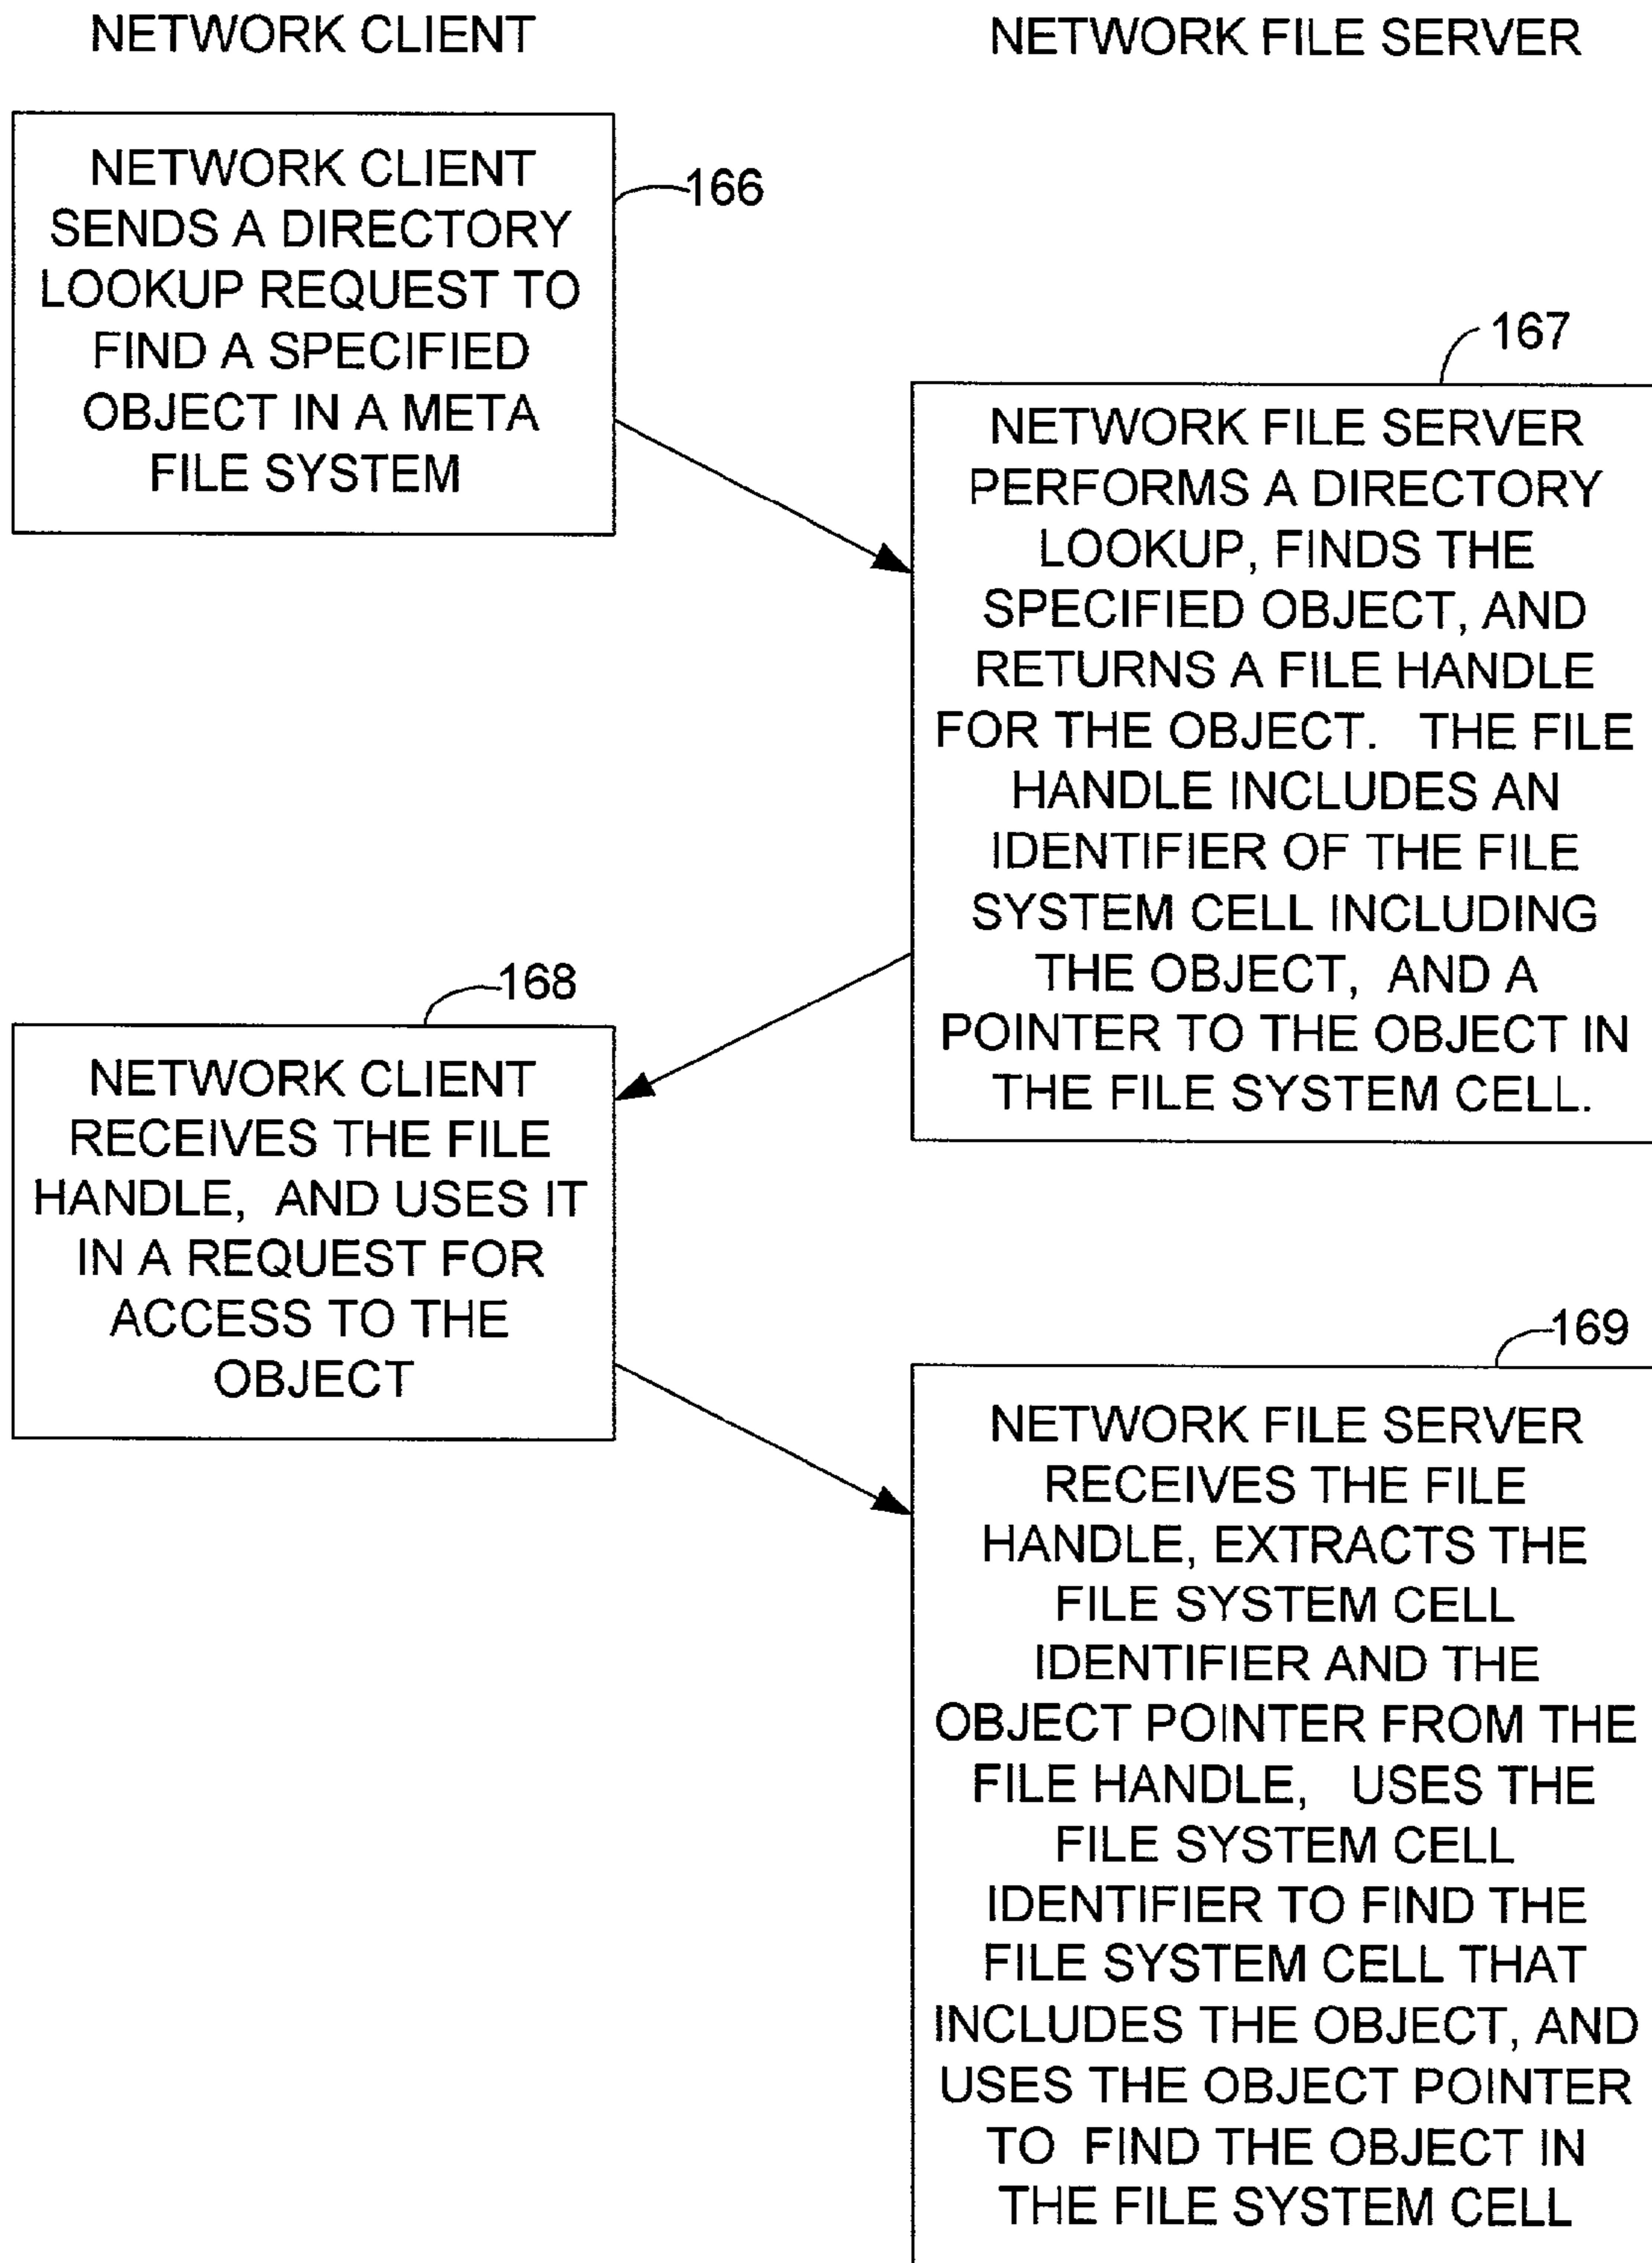 NETWORK CLIENT
NETWORK FILE SERVER
NETWORK CLIENT
SENDS A DIRECTORY
LOOKUP REQUEST TO
FIND A SPECIFIED
OBJECT IN A META
FILE SYSTEM
166
167
NETWORK FILE SERVER
PERFORMS A DIRECTORY
LOOKUP, FINDS THE
SPECIFIED OBJECT, AND
RETURNS A FILE HANDLE
FOR THE OBJECT. THE FILE
HANDLE INCLUDES AN
IDENTIFIER OF THE FILE
SYSTEM CELL INCLUDING
THE OBJECT, AND A
POINTER TO THE OBJECT IN
THE FILE SYSTEM CELL.
168
NETWORK CLIENT
RECEIVES THE FILE
HANDLE, AND USES IT
IN A REQUEST FOR
ACCESS TO THE
OBJECT
169
NETWORK FILE SERVER
RECEIVES THE FILE
HANDLE, EXTRACTS THE
FILE SYSTEM CELL
IDENTIFIER AND THE
OBJECT POINTER FROM THE
FILE HANDLE, USES THE
FILE SYSTEM CELL
IDENTIFIER TO FIND THE
FILE SYSTEM CELL THAT
INCLUDES THE OBJECT, AND
USES THE OBJECT POINTER
TO FIND THE OBJECT IN
THE FILE SYSTEM CELL